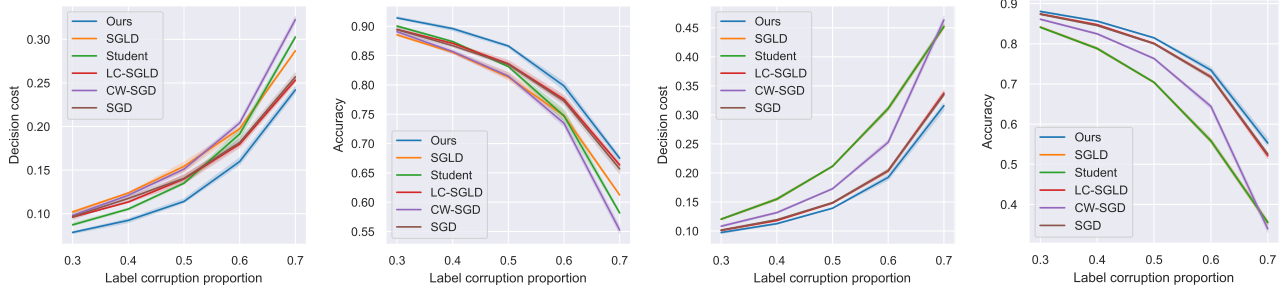 Decision cost
0.30
0.25
0.20
0.15
0.10
Ours
SGLD
Student
LC-SGLD
CW-SGD
SGD
0.3 0.4 0.5 0.6 0.7
Label corruption proportion
Accuracy
0.90
0.85
0.80
0.75
0.70
0.65
0.60
0.55
Ours
SGLD
Student
LC-SGLD
CW-SGD
SGD
0.3 0.4 0.5 0.6 0.7
Label corruption proportion
Decision cost
0.45
0.40
0.35
0.30
0.25
0.20
0.15
0.10
Ours
SGLD
Student
LC-SGLD
CW-SGD
SGD
0.3 0.4 0.5 0.6 0.7
Label corruption proportion
Accuracy
0.9
0.8
0.7
0.6
0.5
0.4
Ours
SGLD
Student
LC-SGLD
CW-SGD
SGD
0.3 0.4 0.5 0.6 0.7
Label corruption proportion